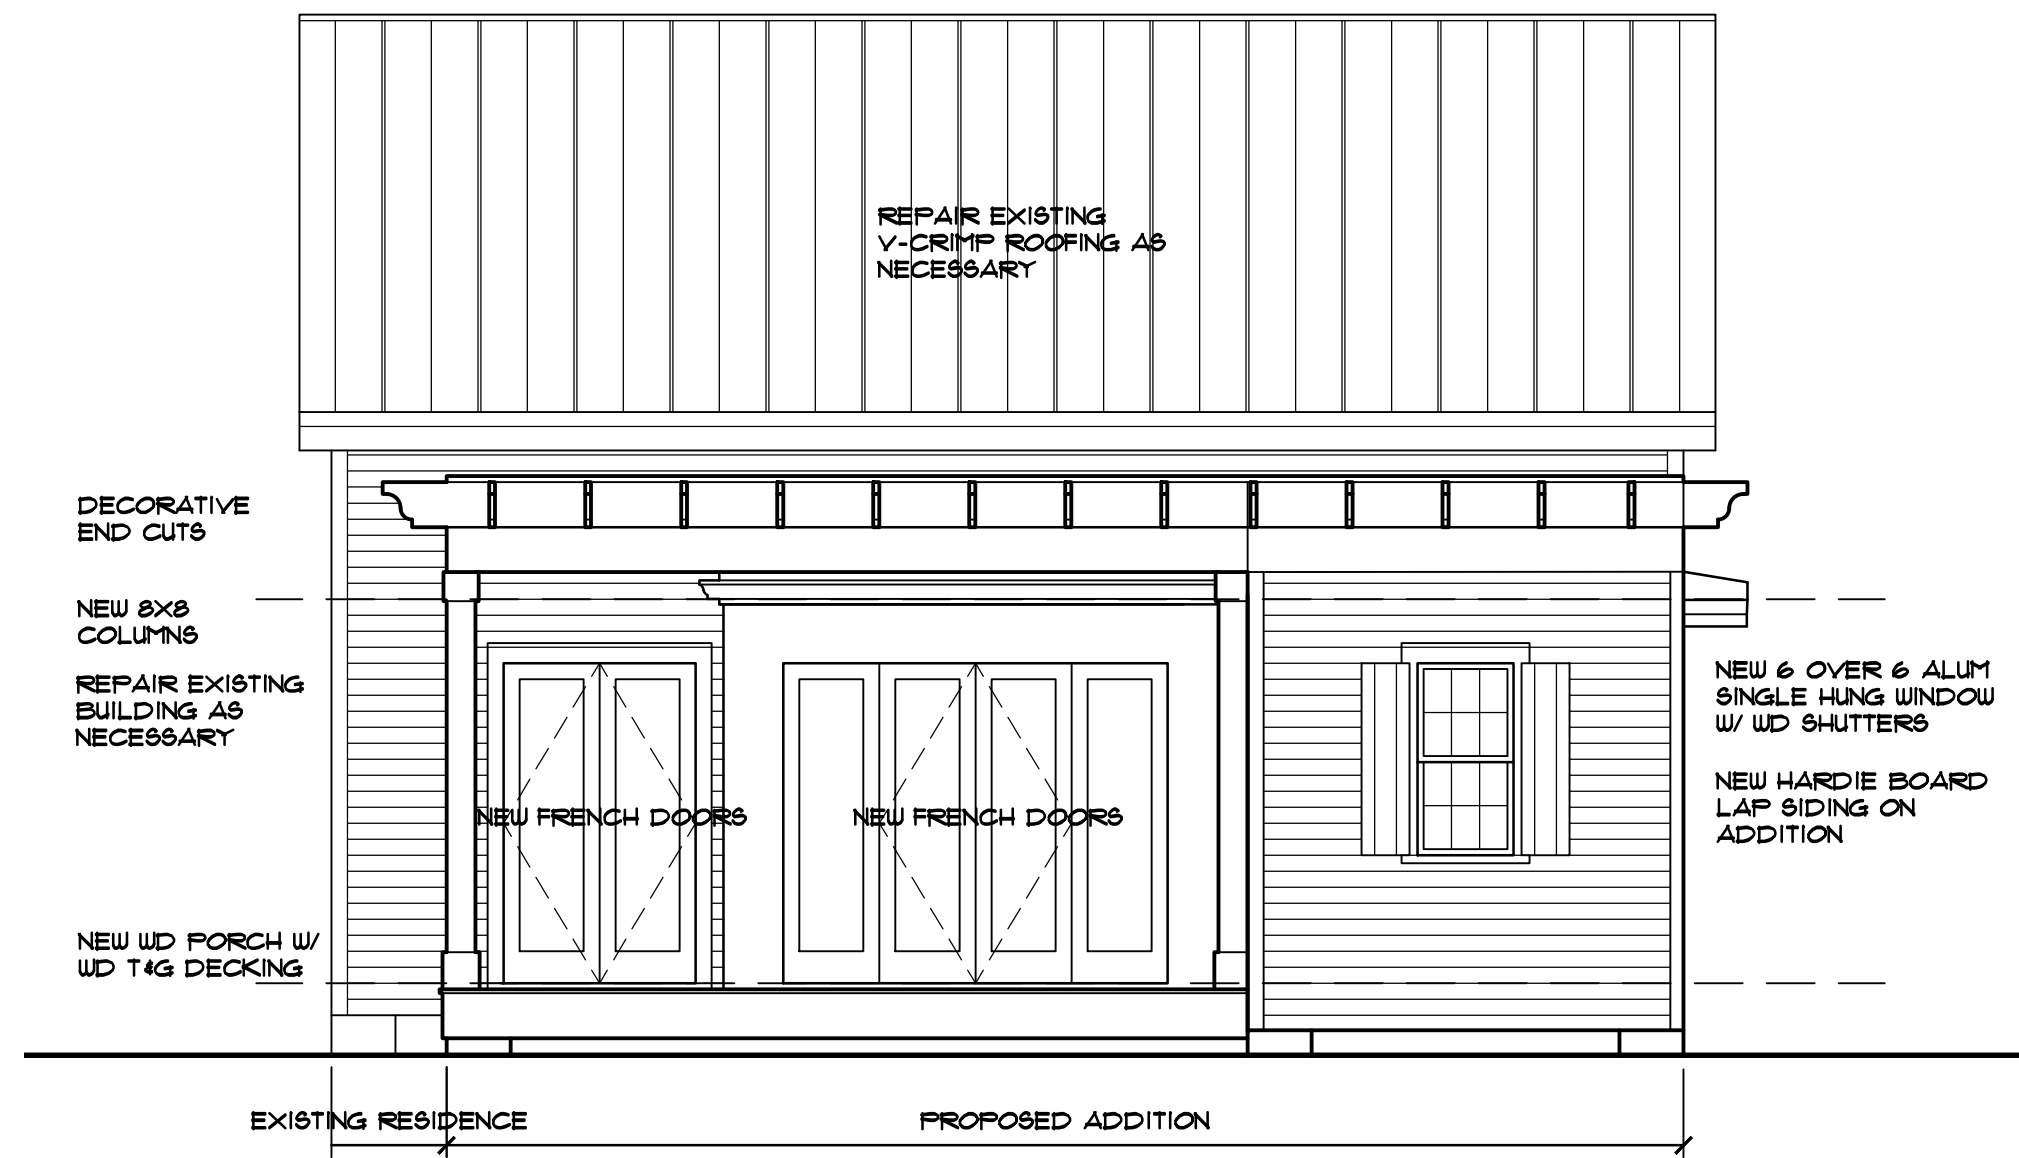 REPAIR EXISTING
V-CRIMP ROOFING AS
NECESSARY
DECORATIVE
END CUTS
NEW 8X8
COLUMNS
REPAIR EXISTING
BUILDING AS
NECESSARY
NEW 6 OVER 6 ALUM
SINGLE HUNG WINDOW
W/ WD SHUTTERS
NEW HARDIE BOARD
LAP SIDING ON
ADDITION
NEW FRENCH DOORS
NEW FRENCH DOORS
NEW WD PORCH W/
WD T&G DECKING
EXISTING RESIDENCE
PROPOSED ADDITION